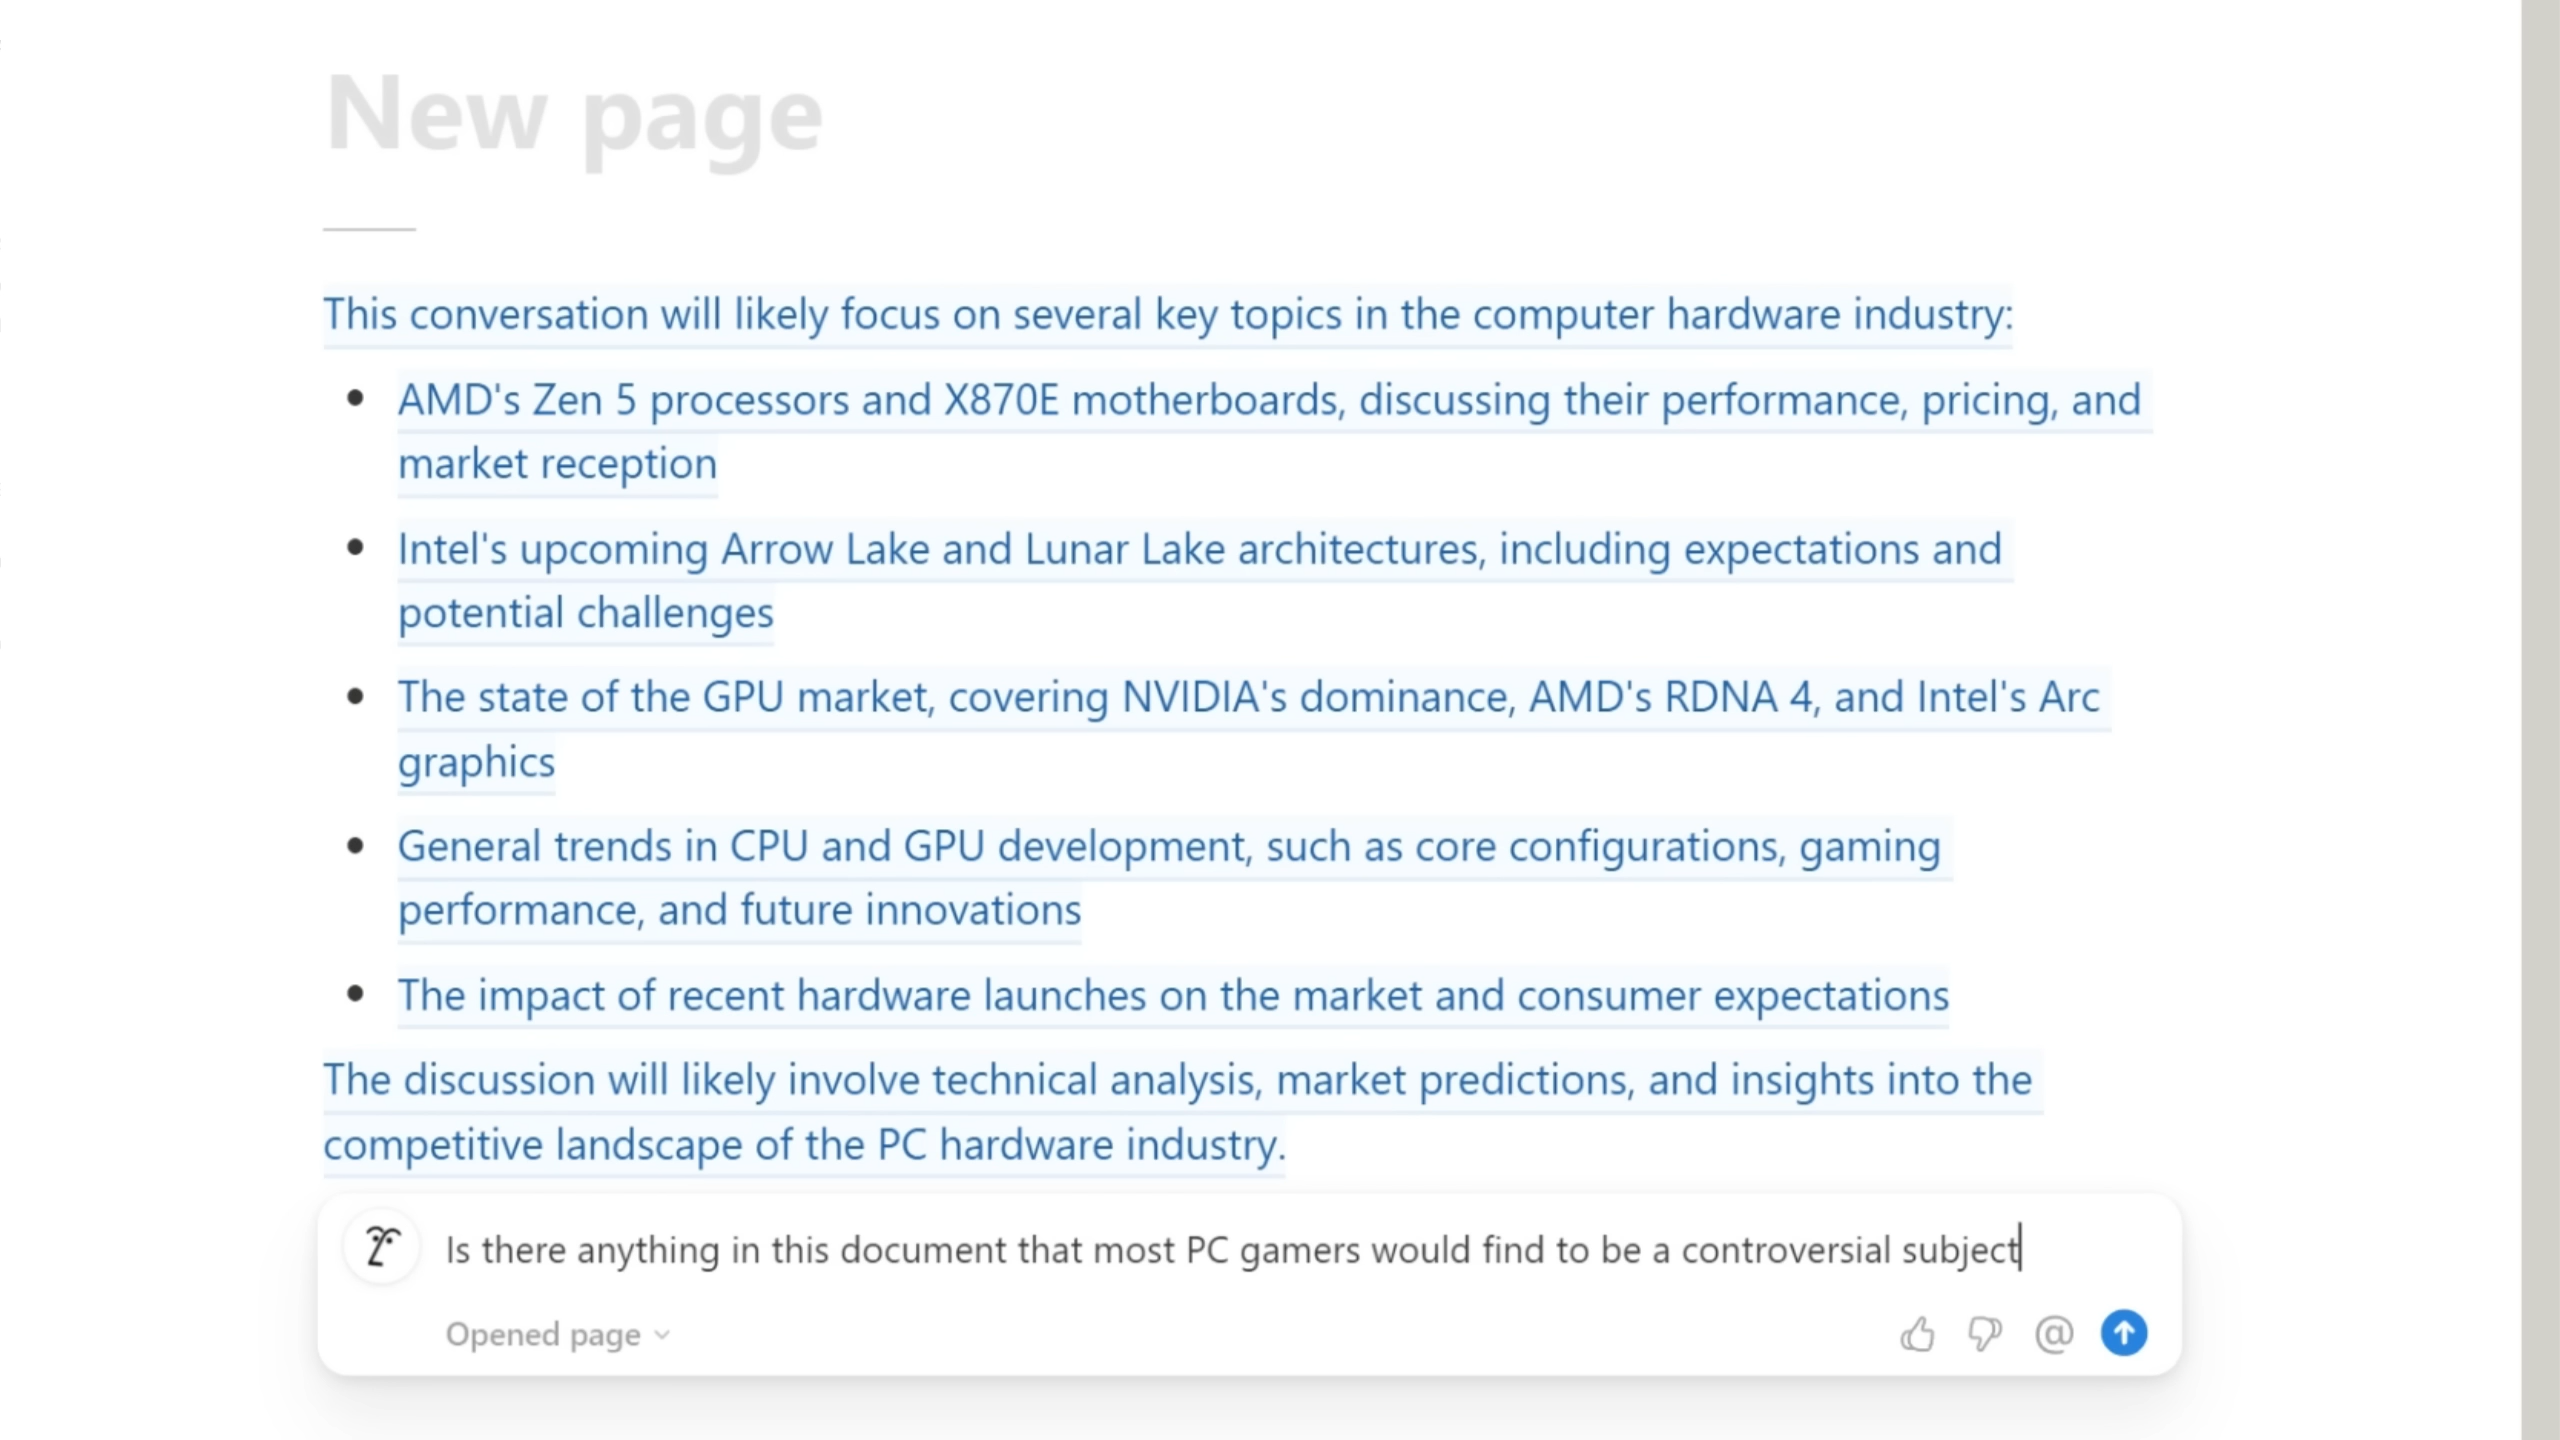 New page
This conversation will likely focus on several key topics in the computer hardware industry:
• AMD's Zen 5 processors and X870E motherboards, discussing their performance, pricing, and
market reception
• Intel's upcoming Arrow Lake and Lunar Lake architectures, including expectations and
potential challenges
• The state of the GPU market, covering NVIDIA's dominance, AMD's RDNA 4, and Intel's Arc
graphics
• General trends in CPU and GPU development, such as core configurations, gaming
performance, and future innovations
• The impact of recent hardware launches on the market and consumer expectations
The discussion will likely involve technical analysis, market predictions, and insights into the
competitive landscape of the PC hardware industry.
Is there anything in this document that most PC gamers would find to be a controversial subject
Opened page
@